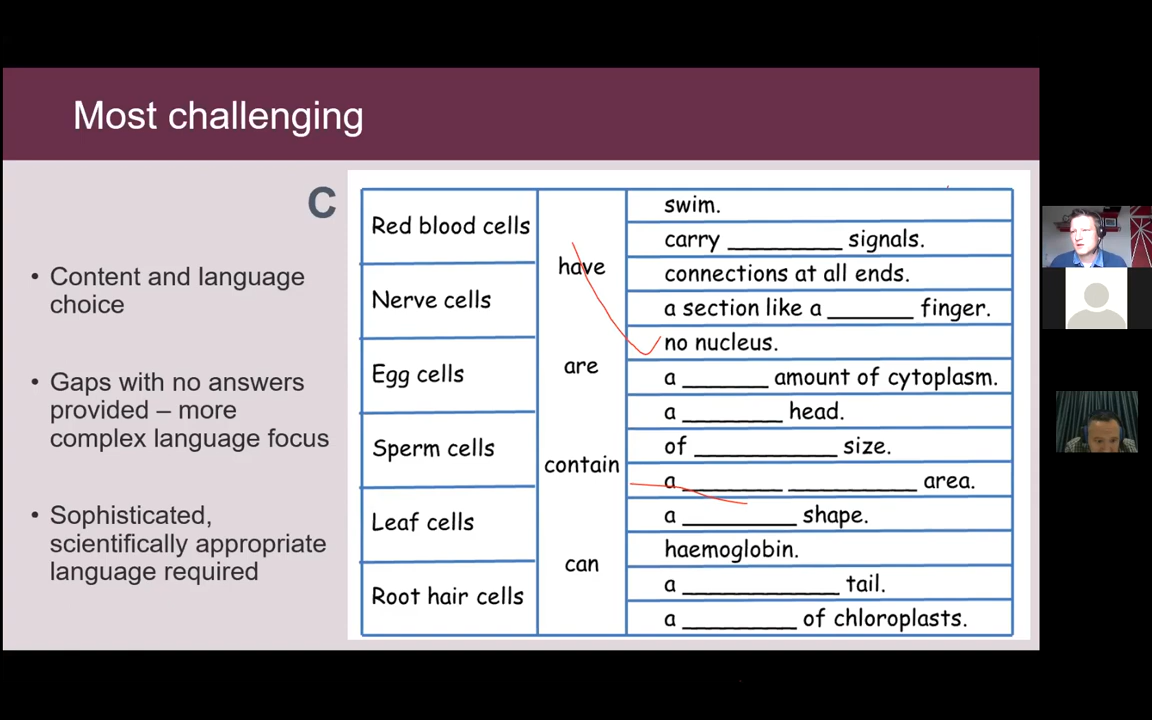 Most challenging
C
• Content and language
choice
• Gaps with no answers
provided – more
complex language focus
• Sophisticated,
scientifically appropriate
language required
Red blood cells
Nerve cells
Egg cells
Sperm cells
Leaf cells
Root hair cells
have
are
contain
can
swim.
carry _________ signals.
connections at all ends.
a section like a _______ finger.
no nucleus.
a _______ amount of cytoplasm.
a ________ head.
of ___________ size.
a ________ __________ area.
a _________ shape.
haemoglobin.
a ____________ tail.
a _________ of chloroplasts.